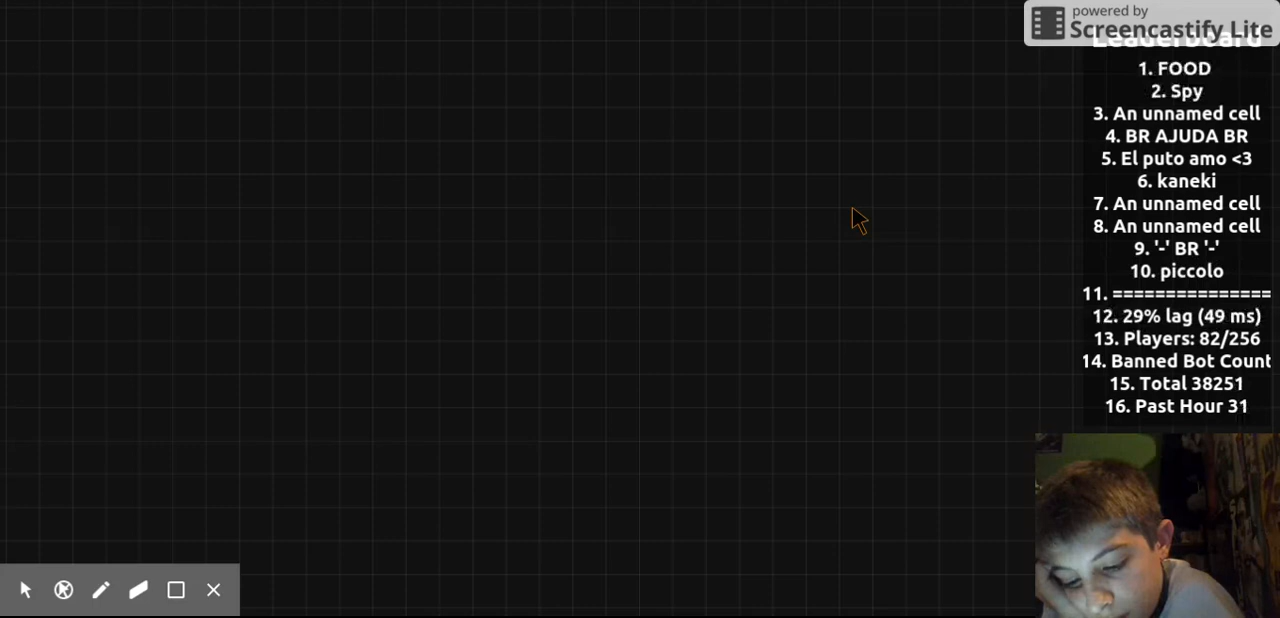 powered by
Screencastify Lite
Leaderboard
1. FOOD
2. Spy
3. An unnamed cell
4. BR AJUDA BR
5. El puto amo <3
6. kaneki
7. An unnamed cell
8. An unnamed cell
9. '-' BR '-'
10. piccolo
11. ===============
12. 29% lag (49 ms)
13. Players: 82/256
14. Banned Bot Count
15. Total 38251
16. Past Hour 31